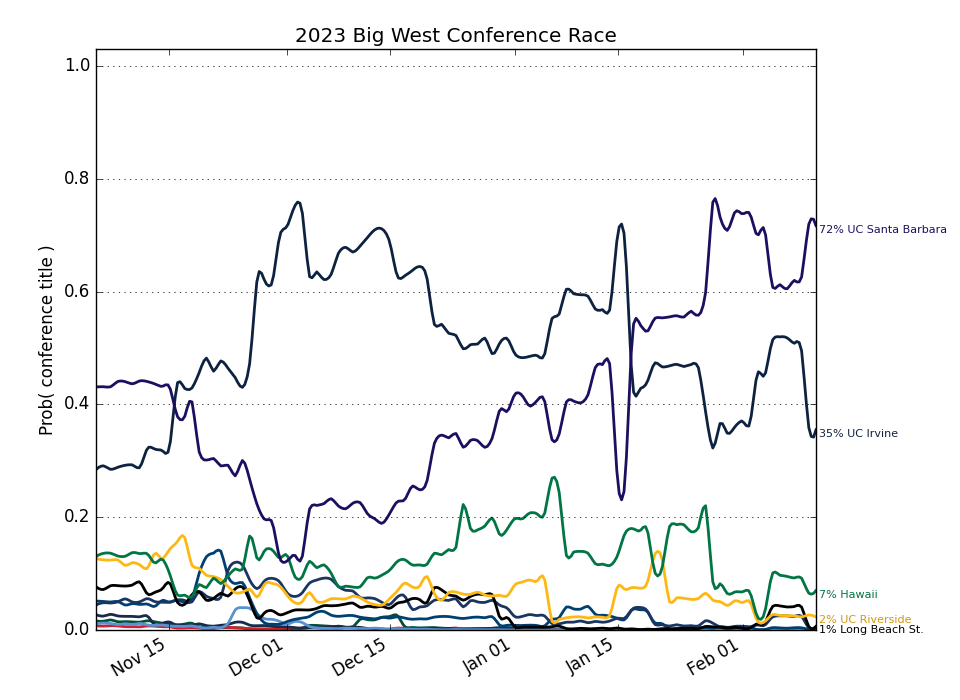 2023 Big West Conference Race
1.0
0.8
0.6
0.4
0.2
0.0
Prob( conference title )
72% UC Santa Barbara
35% UC Irvine
7% Hawaii
2% UC Riverside
1% Long Beach St.
Nov 15
Dec 01
Dec 15
Jan 01
Jan 15
Feb 01